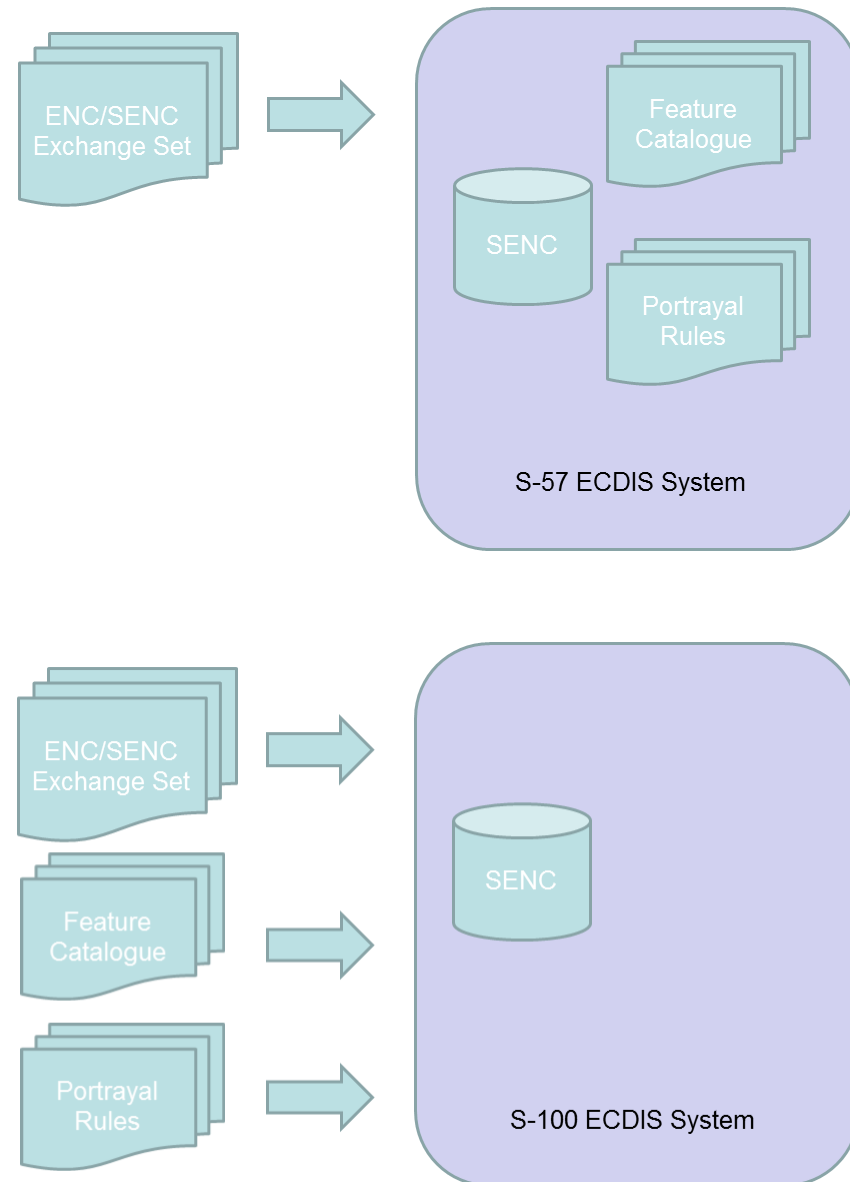 ENC/SENC
Exchange Set
Feature
Catalogue
SENC
Portrayal
Rules
S-57 ECDIS System
ENC/SENC
Exchange Set
SENC
Feature
Catalogue
Portrayal
Rules
S-100 ECDIS System